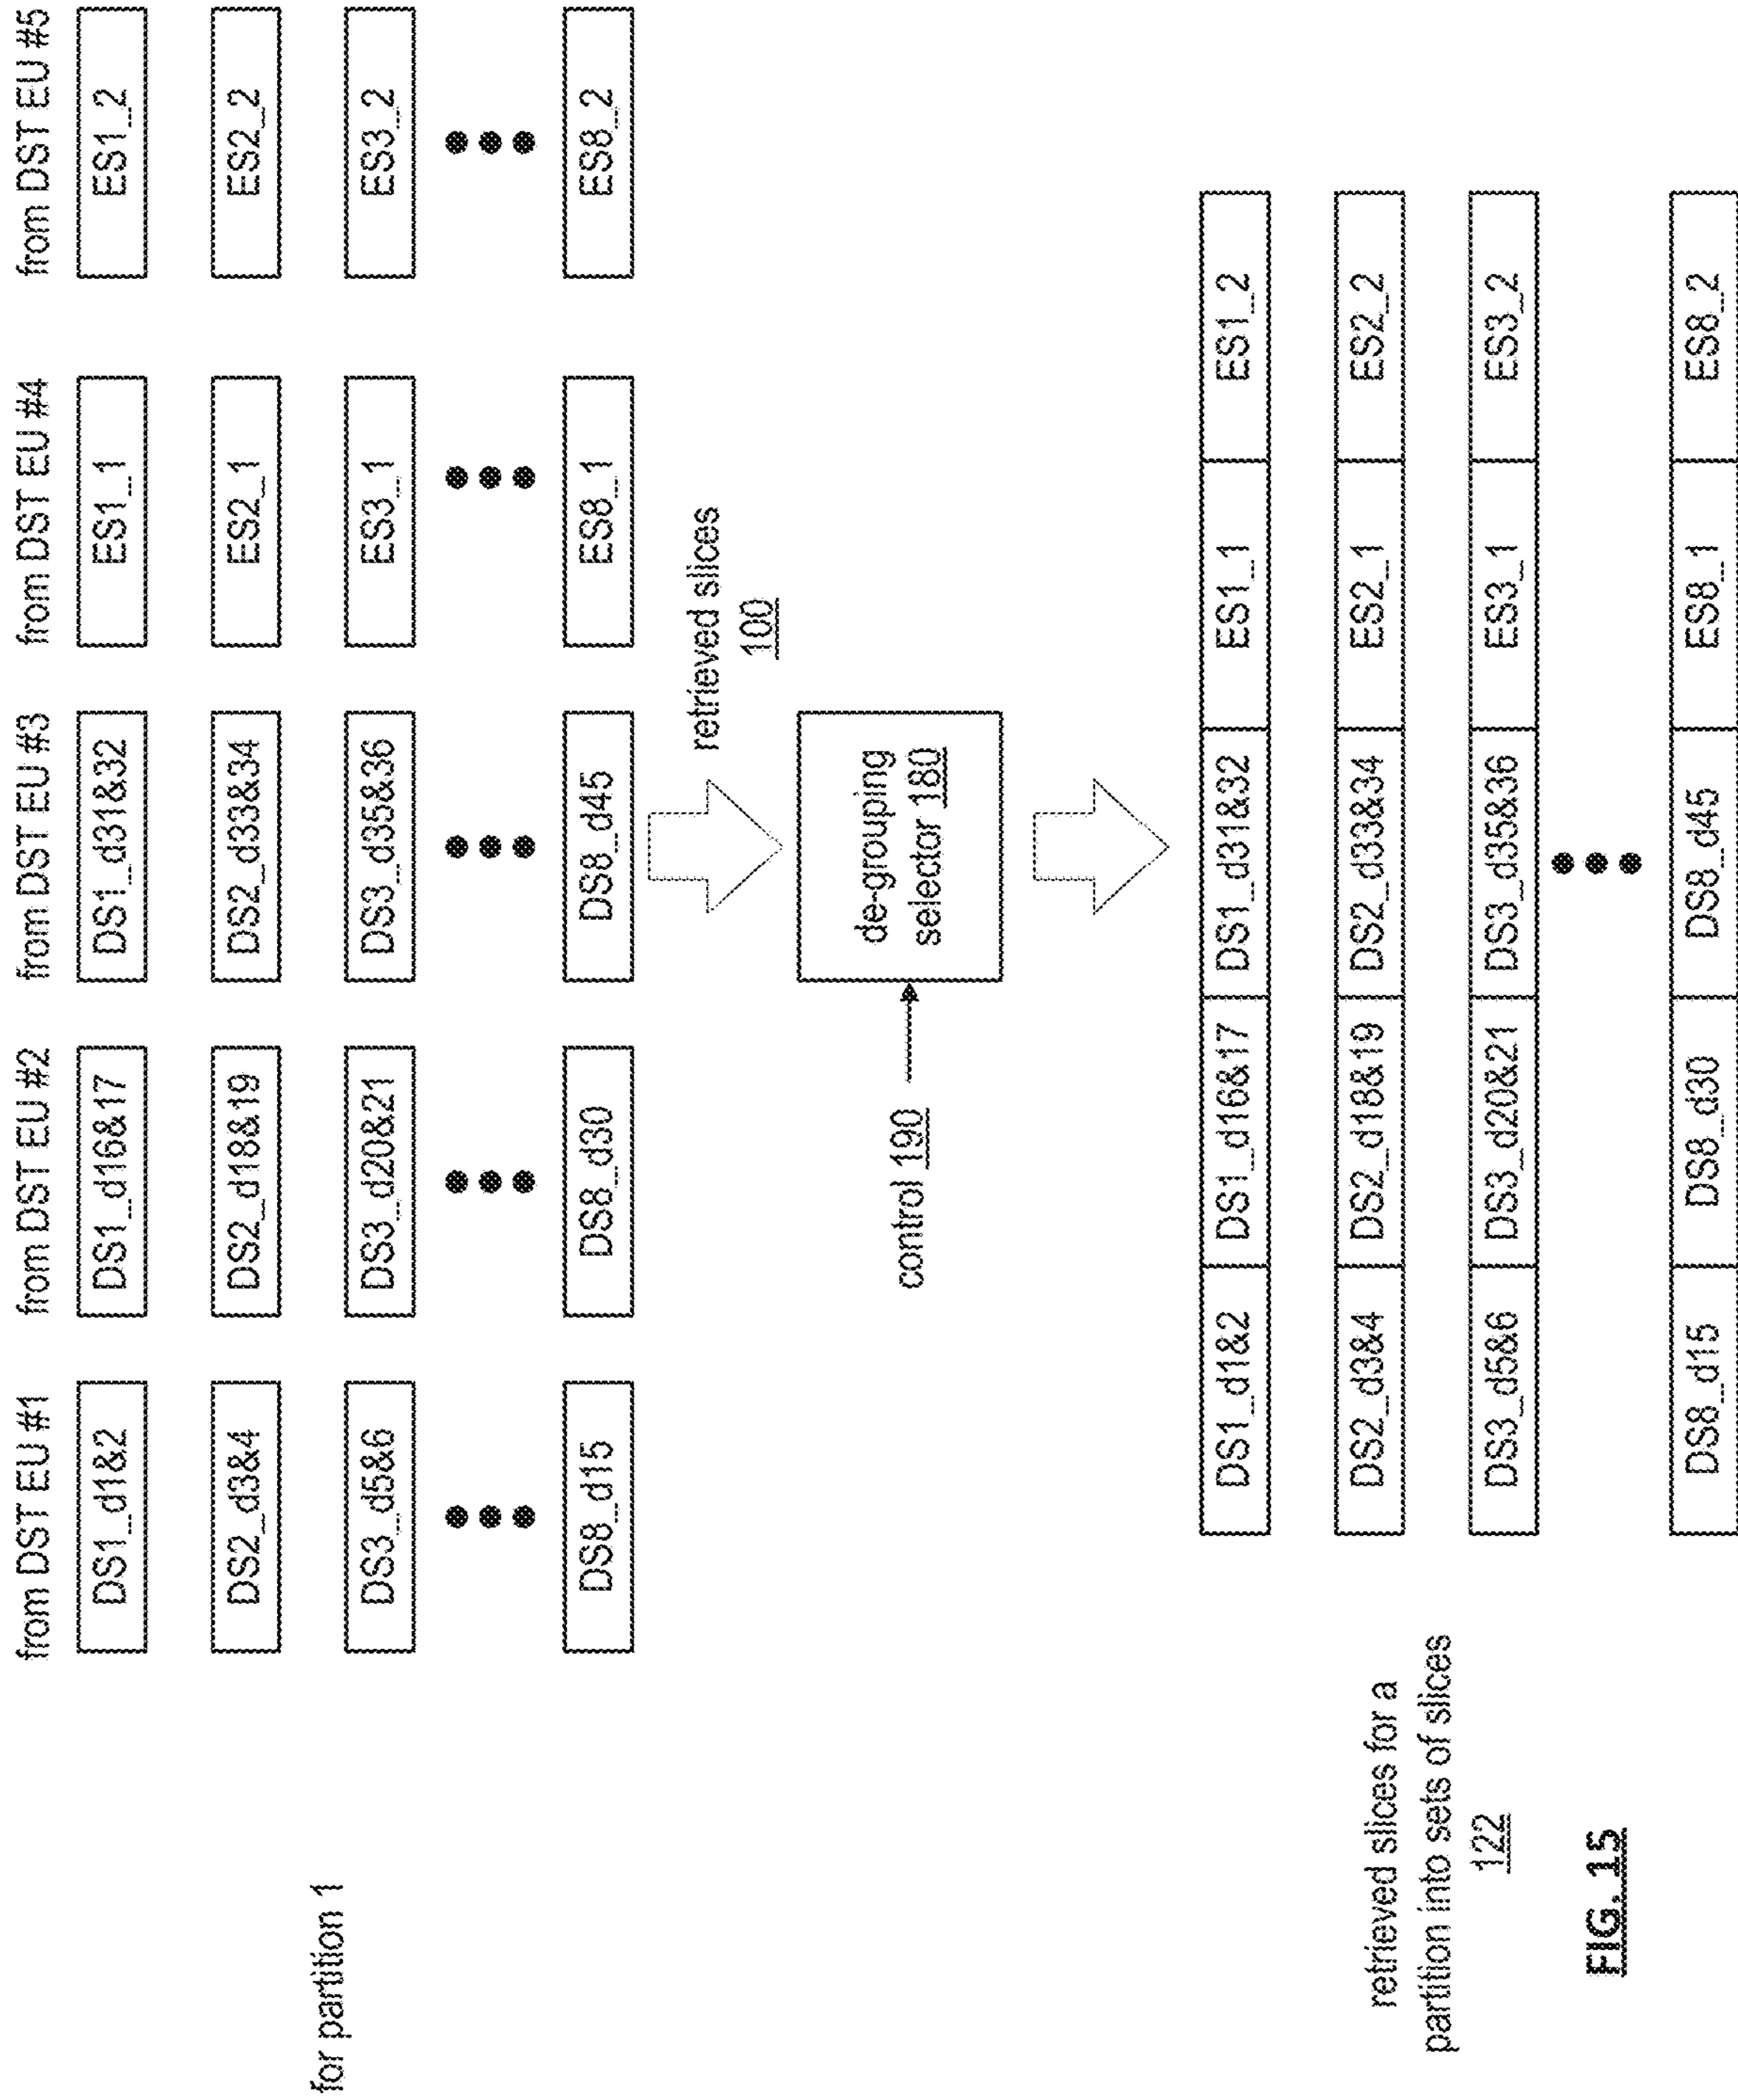 for partition 1
from DST EU #1
from DST EU #2
from DST EU #3
from DST EU #4
from DST EU #5
DS1_d1&2
DS1_d16&17
DS1_d31&32
ES1_1
ES1_2
DS2_d3&4
DS2_d18&19
DS2_d33&34
ES2_1
ES2_2
DS3_d5&6
DS3_d20&21
DS3_d35&36
ES3_1
ES3_2
DS8_d15
DS8_d30
DS8_d45
ES8_1
ES8_2
retrieved slices
100
control 190
de-grouping
selector 180
retrieved slices for a
partition into sets of slices
122
DS1_d1&2
DS1_d16&17
DS1_d31&32
ES1_1
ES1_2
DS2_d3&4
DS2_d18&19
DS2_d33&34
ES2_1
ES2_2
DS3_d5&6
DS3_d20&21
DS3_d35&36
ES3_1
ES3_2
DS8_d15
DS8_d30
DS8_d45
ES8_1
ES8_2
FIG. 15